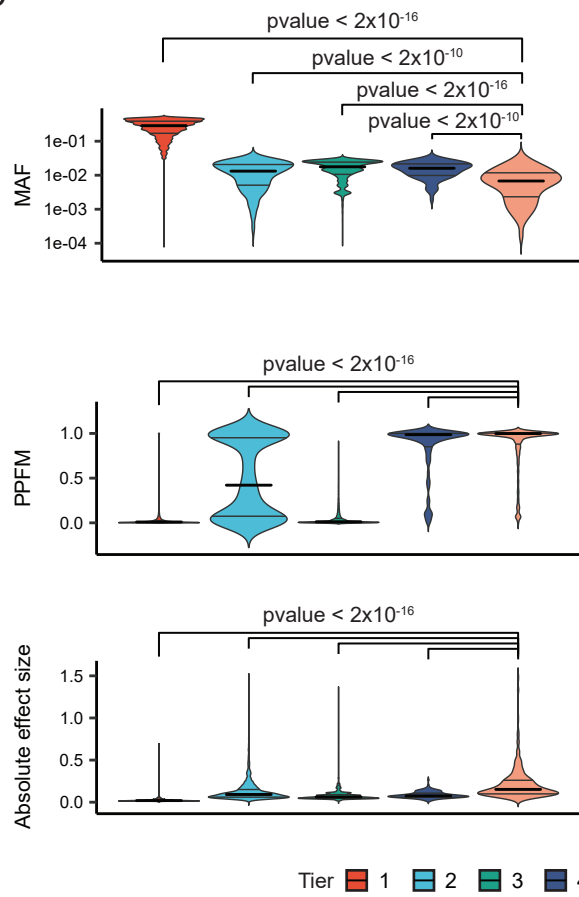 pvalue < 2x10⁻¹⁶
pvalue < 2x10⁻¹⁰
pvalue < 2x10⁻¹⁶
pvalue < 2x10⁻¹⁰
MAF
1e-01
1e-02
1e-03
1e-04
pvalue < 2x10⁻¹⁶
PPFM
1.0
0.5
0.0
pvalue < 2x10⁻¹⁶
Absolute effect size
1.5
1.0
0.5
0.0
Tier 1 2 3